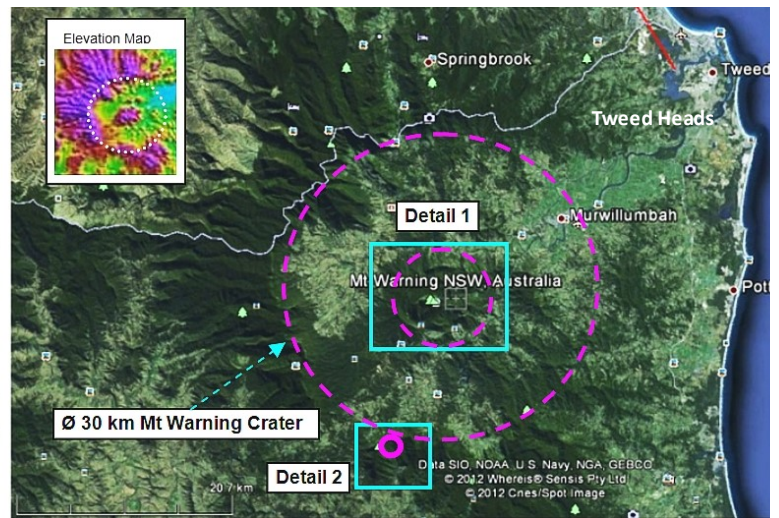 Elevation Map
Springbrook
Tweed
Tweed Heads
Detail 1
Murwillumbah
Mt Warning NSW, Australia
Pott
Ø 30 km Mt Warning Crater
Detail 2
20.7 km
Data SIO, NOAA, U.S. Navy, NGA, GEBCO
© 2012 Whereis® Sensis Pty Ltd
© 2012 Cnes/Spot Image